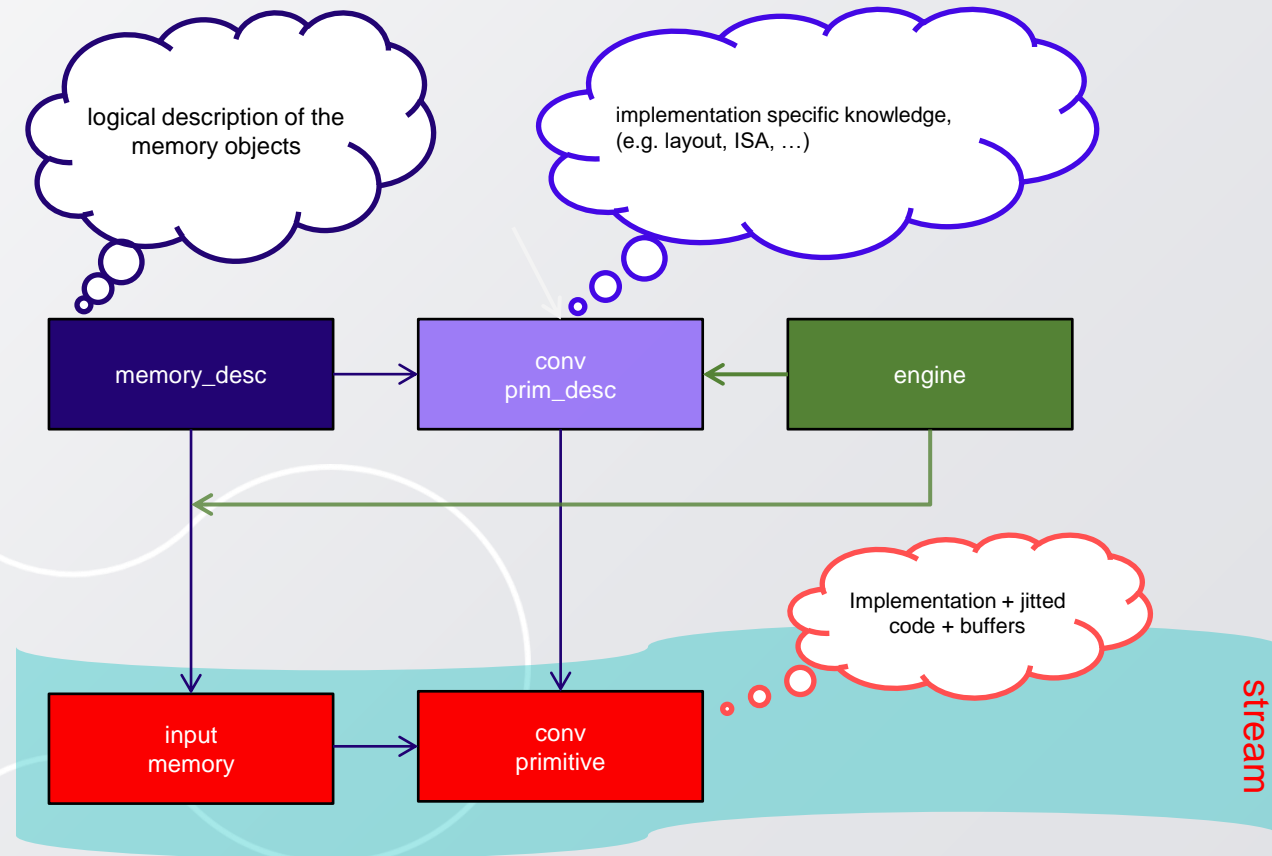 logical description of the
memory objects
implementation specific knowledge,
(e.g. layout, ISA, …)
memory_desc
conv
prim_desc
engine
Implementation + jitted
code + buffers
input
memory
conv
primitive
stream